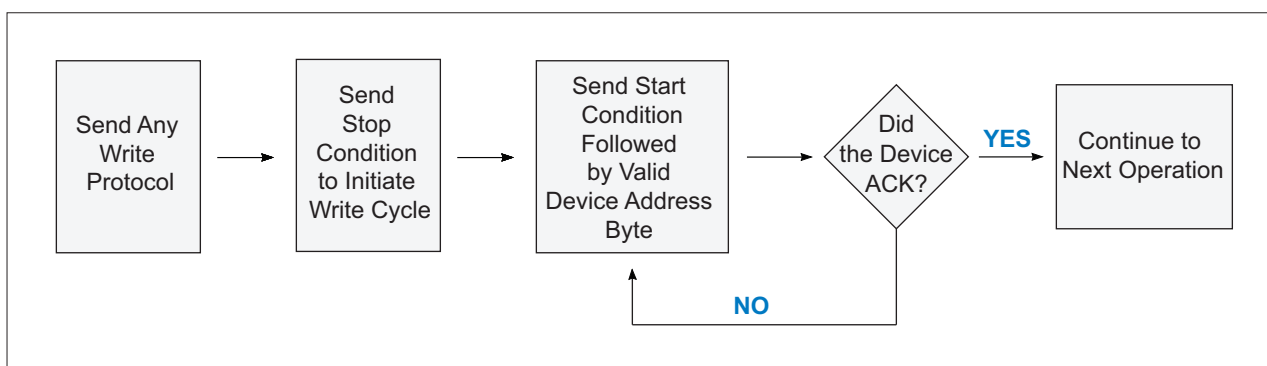 Send Any
Write
Protocol
Send
Stop
Condition
to Initiate
Write Cycle
Send Start
Condition
Followed
by Valid
Device Address
Byte
Did
the Device
ACK?
YES
Continue to
Next Operation
NO